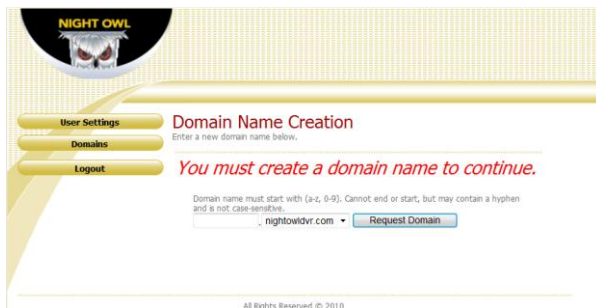 NIGHT OWL
User Settings
Domains
Logout
Domain Name Creation
Enter a new domain name below.
You must create a domain name to continue.
Domain name must start with (a-z, 0-9). Cannot end or start, but may contain a hyphen
and is not case-sensitive.
. nightowldvr.com Request Domain
All Rights Reserved © 2010